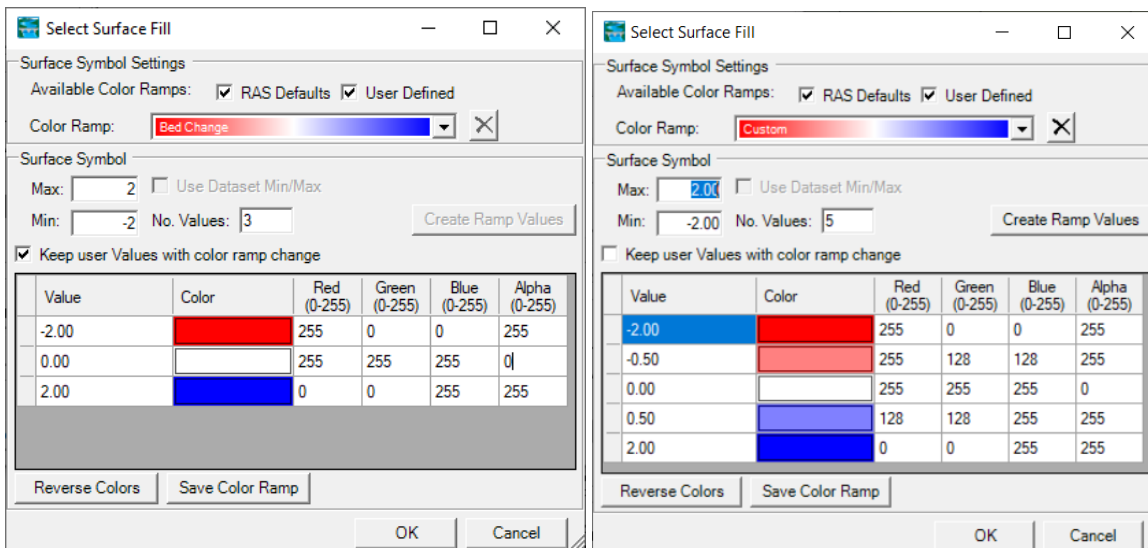 Select Surface Fill
Surface Symbol Settings
Available Color Ramps: RAS Defaults User Defined
Color Ramp: Bed Change
Surface Symbol
Max: 2 Use Dataset Min/Max
Min: -2 No. Values: 3 Create Ramp Values
Keep user Values with color ramp change
Value Color Red (0-255) Green (0-255) Blue (0-255) Alpha (0-255)
-2.00 255 0 0 255
0.00 255 255 255 0
2.00 0 0 255 255
Reverse Colors Save Color Ramp
OK Cancel
Select Surface Fill
Surface Symbol Settings
Available Color Ramps: RAS Defaults User Defined
Color Ramp: Custom
Surface Symbol
Max: 2.00 Use Dataset Min/Max
Min: -2.00 No. Values: 5 Create Ramp Values
Keep user Values with color ramp change
Value Color Red (0-255) Green (0-255) Blue (0-255) Alpha (0-255)
-2.00 255 0 0 255
-0.50 255 128 128 255
0.00 255 255 255 0
0.50 128 128 255 255
2.00 0 0 255 255
Reverse Colors Save Color Ramp
OK Cancel